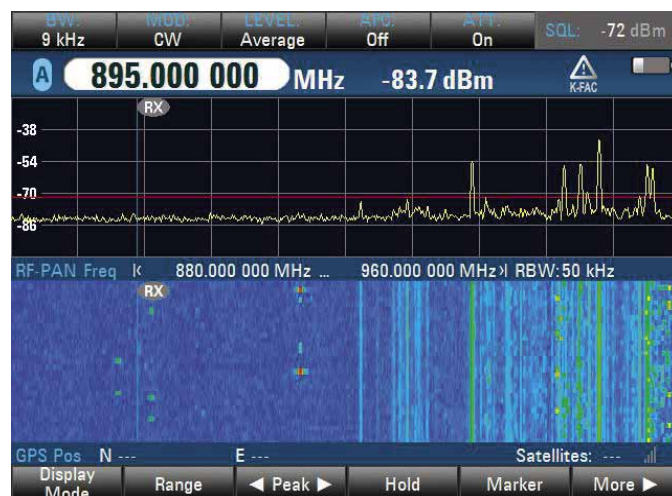 BW: MOD: LEVEL: AFC: ATT: SQL: -72 dBm
9 kHz CW Average Off On
A 895.000 000 MHz -83.7 dBm K-FAC
RX
-38
-54
-70
-86
RF-PAN Freq 880.000 000 MHz ... 960.000 000 MHz RBW: 50 kHz
RX
GPS Pos N --- E --- Satellites: ---
Display Mode Range ◄ Peak ► Hold Marker More ►